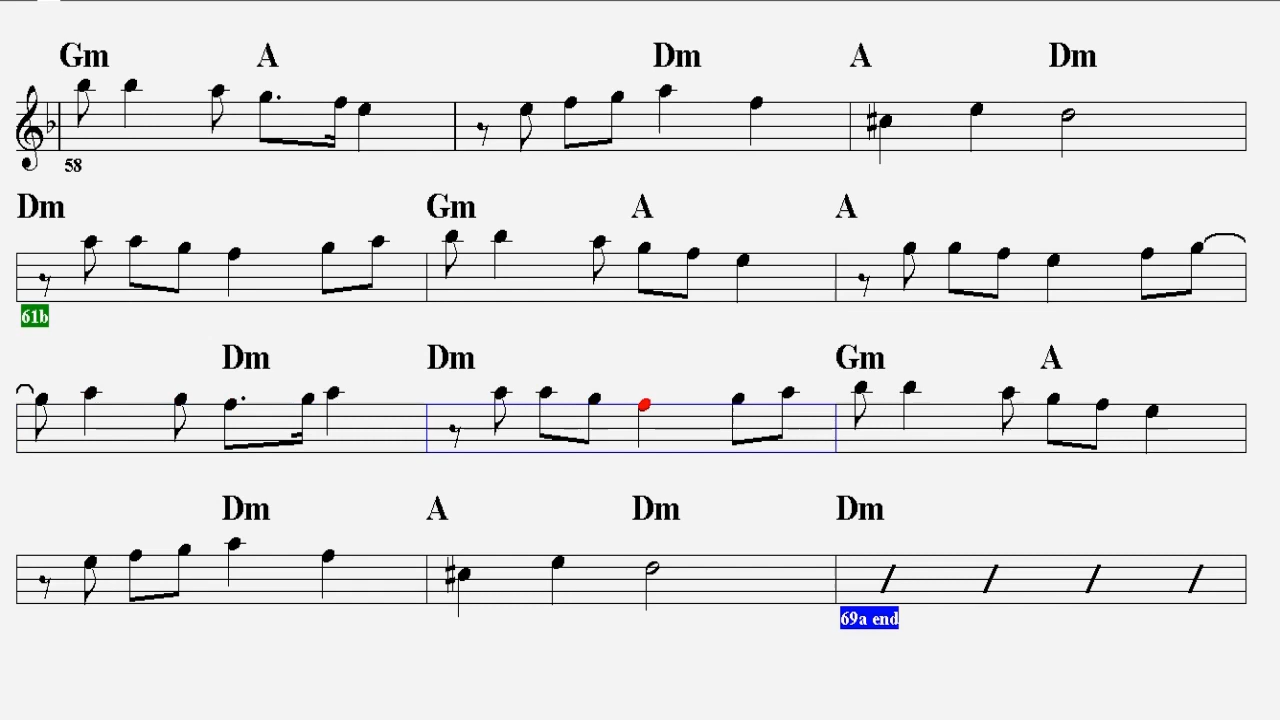 Gm A Dm A Dm
58
Dm Gm A A
61b
Dm Dm Gm A
Dm A Dm Dm
69a end